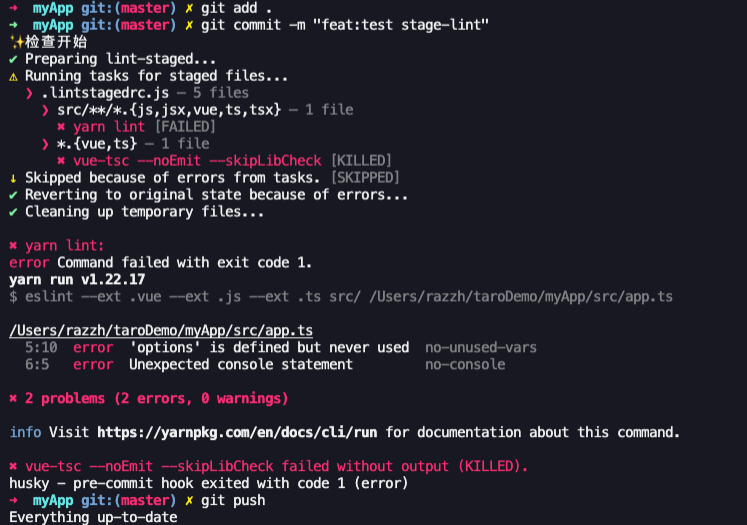 → myApp git:(master) ✗ git add .
→ myApp git:(master) ✗ git commit -m "feat:test stage-lint"
✨检查开始
✔ Preparing lint-staged...
⚠ Running tasks for staged files...
❯ .lintstagedrc.js — 5 files
❯ src/**/*.{js,jsx,vue,ts,tsx} — 1 file
✖ yarn lint [FAILED]
❯ *.{vue,ts} — 1 file
✖ vue-tsc --noEmit --skipLibCheck [KILLED]
↓ Skipped because of errors from tasks. [SKIPPED]
✔ Reverting to original state because of errors...
✔ Cleaning up temporary files...
✖ yarn lint:
error Command failed with exit code 1.
yarn run v1.22.17
$ eslint --ext .vue --ext .js --ext .ts src/ /Users/razzh/taroDemo/myApp/src/app.ts
/Users/razzh/taroDemo/myApp/src/app.ts
5:10 error 'options' is defined but never used no-unused-vars
6:5 error Unexpected console statement no-console
✖ 2 problems (2 errors, 0 warnings)
info Visit https://yarnpkg.com/en/docs/cli/run for documentation about this command.
✖ vue-tsc --noEmit --skipLibCheck failed without output (KILLED).
husky - pre-commit hook exited with code 1 (error)
→ myApp git:(master) ✗ git push
Everything up-to-date